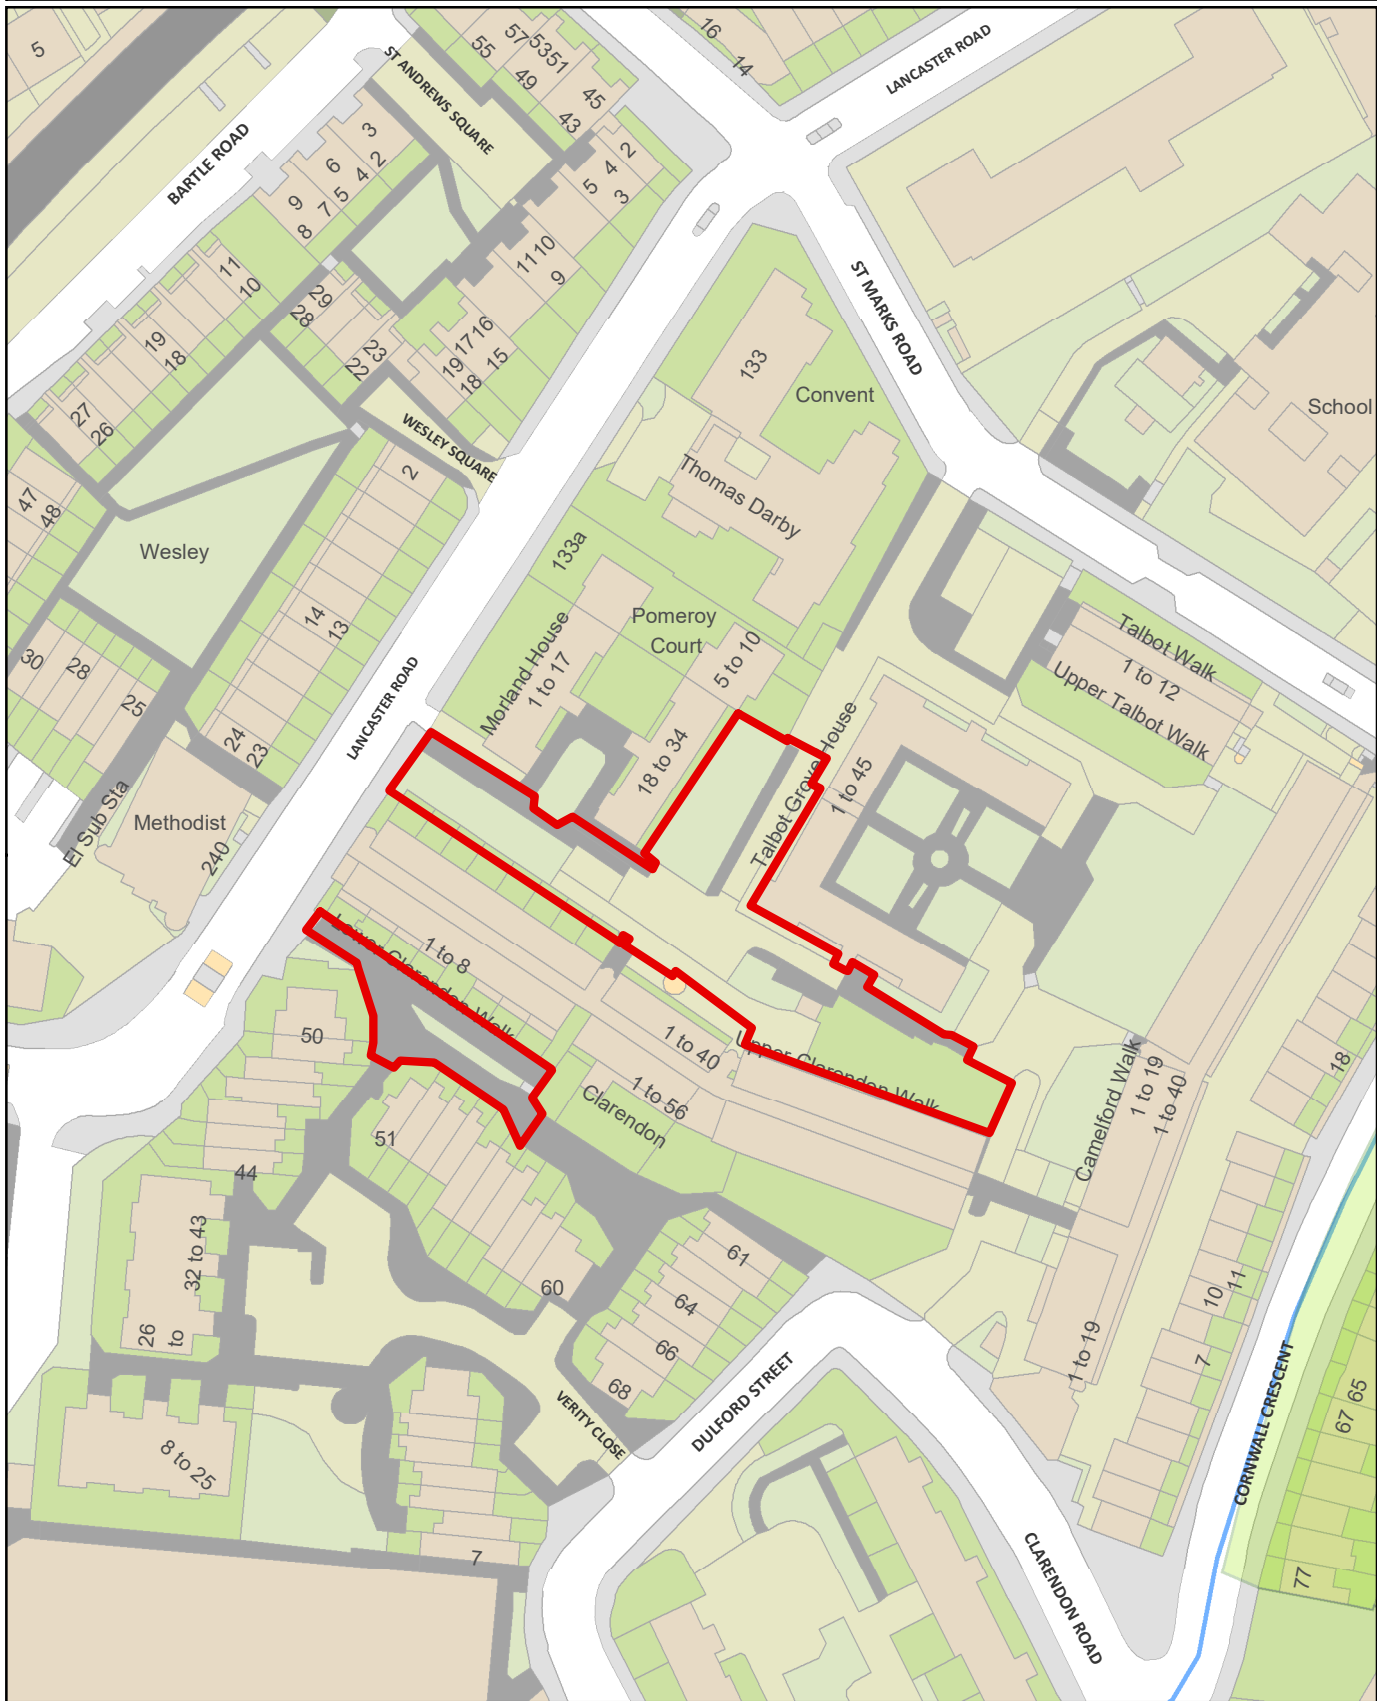 5
55
57
53
51
49
45
43
16
14
LANCASTER ROAD
ST ANDREWS SQUARE
BARTLE ROAD
3
2
4
5
7
6
9
8
2
4
3
5
11
10
9
11
10
29
28
23
22
17
16
15
19
18
19
18
27
26
WESLEY SQUARE
2
47
48
Wesley
14
13
30
28
25
24
23
ST MARKS ROAD
133
Convent
School
Thomas Darby
133a
Pomeroy
Court
Morland House
1 to 17
5 to 10
18 to 34
LANCASTER ROAD
El Sub Sta
Methodist
240
Talbot Grove House
1 to 45
Talbot Walk
1 to 12
Upper Talbot Walk
Lower Clarendon Walk
1 to 8
Upper Clarendon Walk
1 to 40
1 to 56
Clarendon
Camelford Walk
1 to 19
1 to 40
18
50
51
44
32 to 43
26
to
60
61
64
66
68
8 to 25
7
VERITY CLOSE
DULFORD STREET
1 to 19
11
10
7
CORNWALL CRESCENT
65
67
77
CLARENDON ROAD